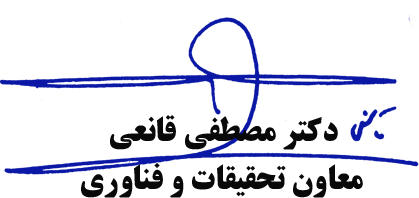 دکتر مصطفی قانعی
معاون تحقیقات و فناوری